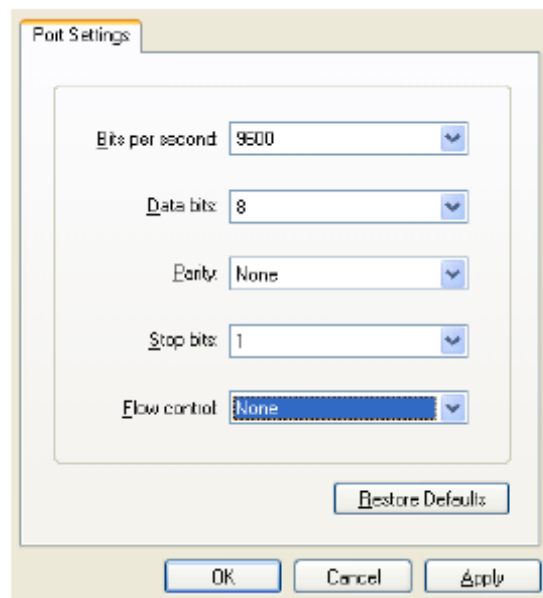 Port Settings
Bits per second: 9600
Data bits: 8
Parity: None
Stop bits: 1
Flow control: None
Restore Defaults
OK Cancel Apply